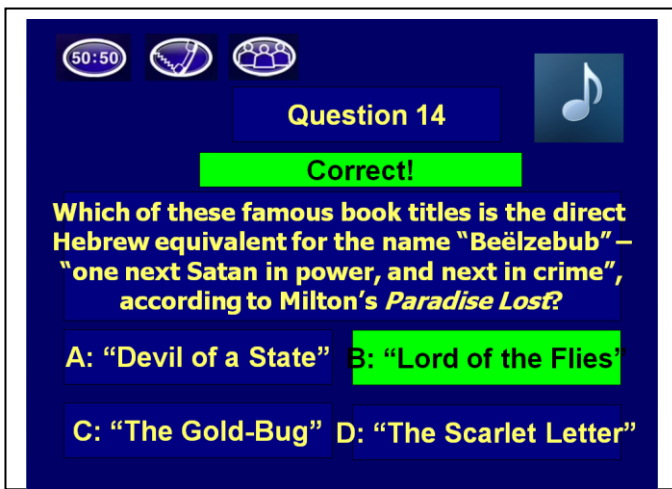 50:50
Question 14
Correct!
Which of these famous book titles is the direct
Hebrew equivalent for the name “Beëlzebub” –
“one next Satan in power, and next in crime”,
according to Milton’s Paradise Lost?
A: “Devil of a State”
B: “Lord of the Flies”
C: “The Gold-Bug”
D: “The Scarlet Letter”